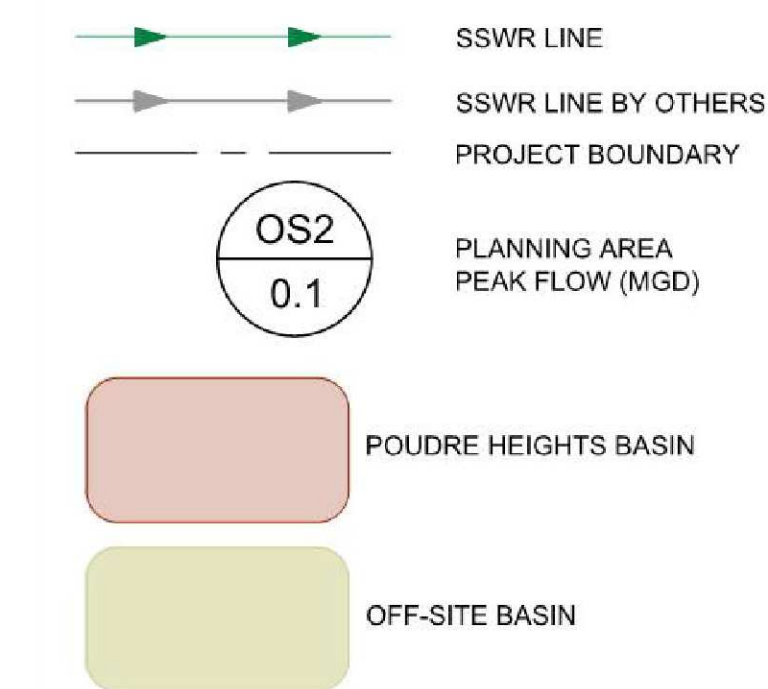 SSWR LINE
SSWR LINE BY OTHERS
PROJECT BOUNDARY
OS2
0.1
PLANNING AREA
PEAK FLOW (MGD)
POUDRE HEIGHTS BASIN
OFF-SITE BASIN